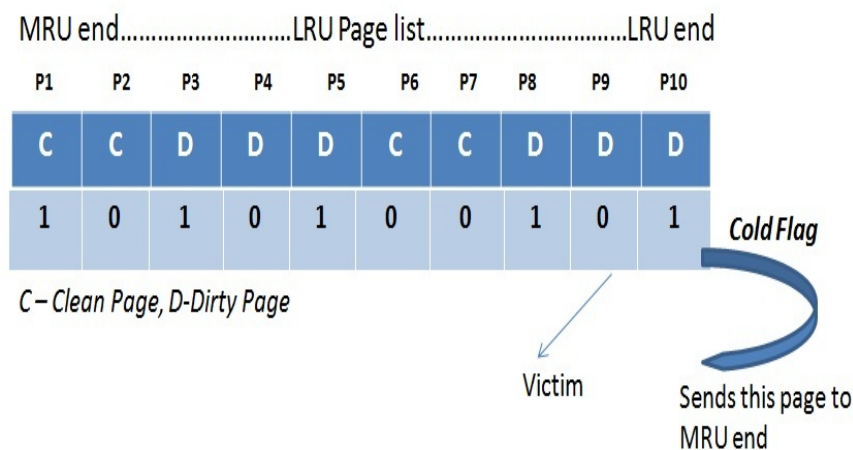 MRU end..............................LRU Page list....................................LRU end
P1 P2 P3 P4 P5 P6 P7 P8 P9 P10
C C D D D C C D D D
1 0 1 0 1 0 0 1 0 1
Cold Flag
C – Clean Page, D-Dirty Page
Victim
Sends this page to
MRU end